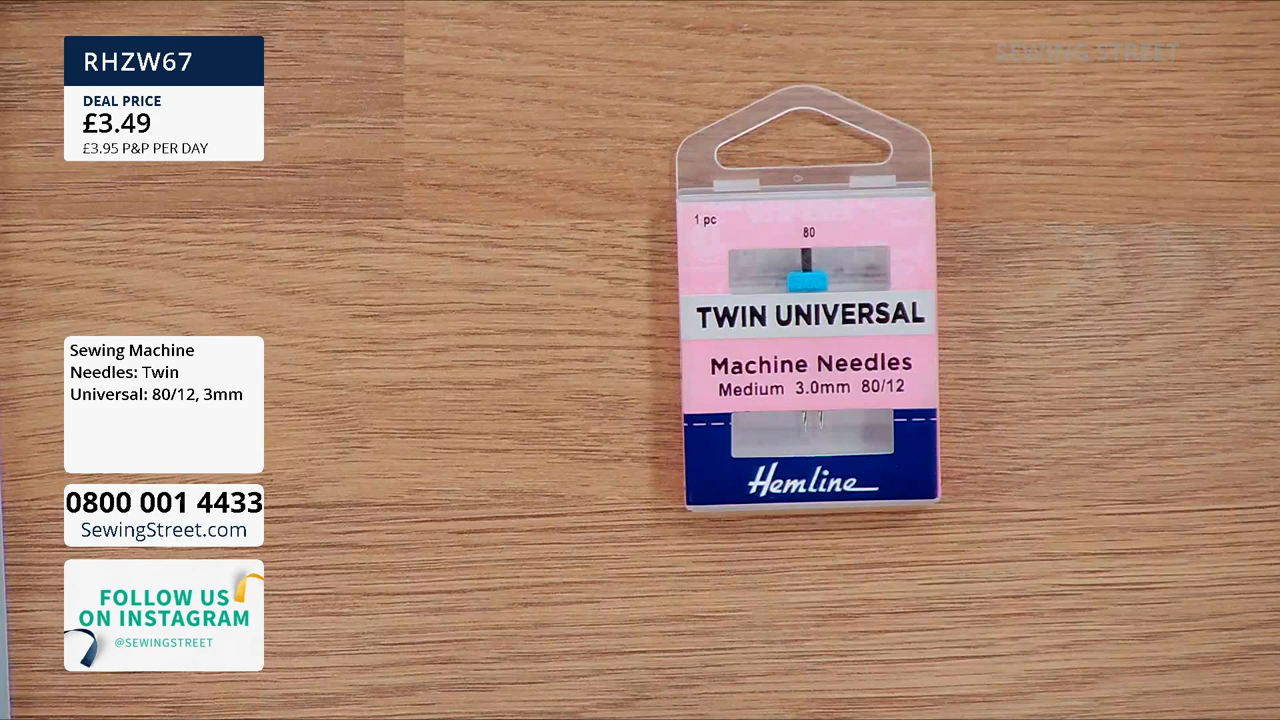 RHZW67
DEAL PRICE
£3.49
£3.95 P&P PER DAY
Sewing Machine
Needles: Twin
Universal: 80/12, 3mm
0800 001 4433
SewingStreet.com
FOLLOW US
ON INSTAGRAM
@SEWINGSTREET
SEWING STREET
1 pc
80
TWIN UNIVERSAL
Machine Needles
Medium 3.0mm 80/12
Hemline